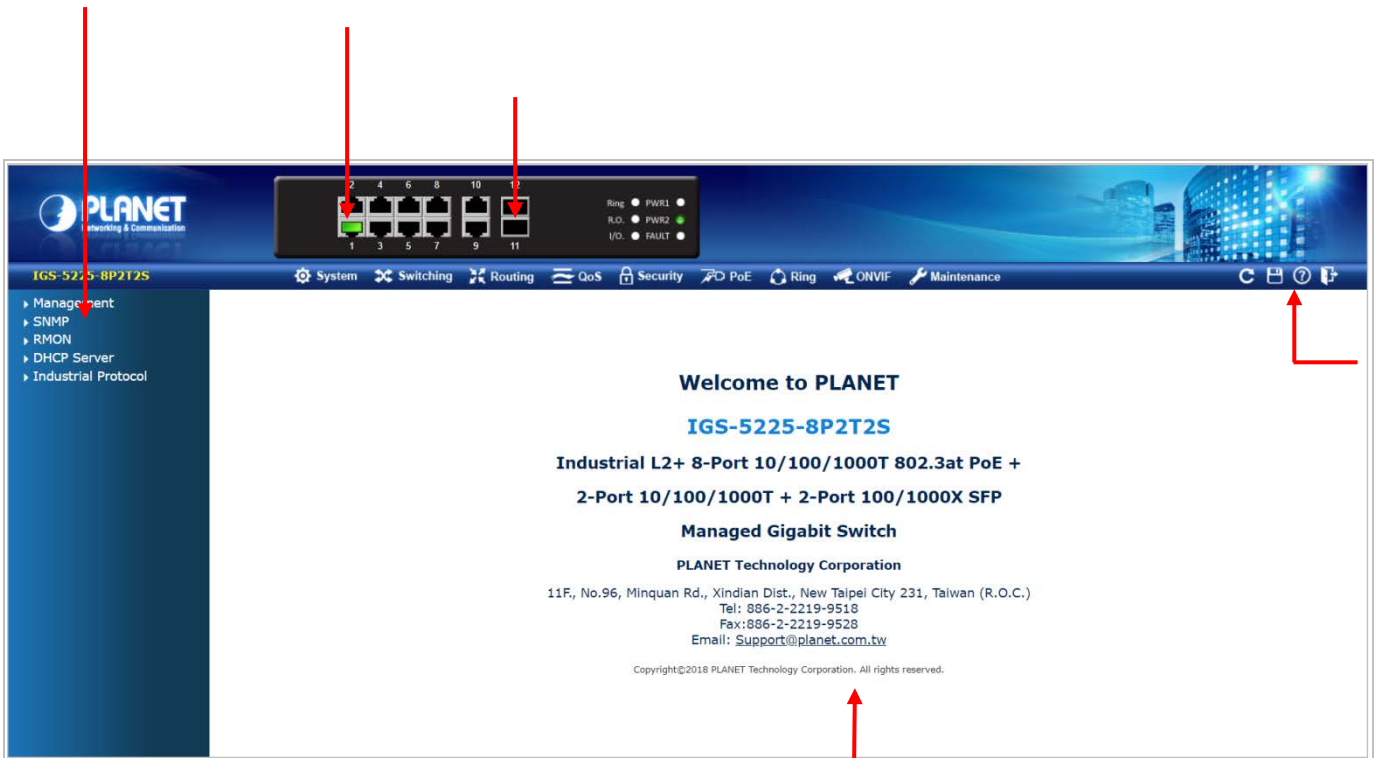 2 4 6 8 10 12
PLANET
Networking & Communication
Ring PWR1
R.O. PWR2
I/O. FAULT
1 3 5 7 9 11
IGS-5225-8P2T2S
System Switching Routing QoS Security PoE Ring ONVIF Maintenance
Management
SNMP
RMON
DHCP Server
Industrial Protocol
Welcome to PLANET
IGS-5225-8P2T2S
Industrial L2+ 8-Port 10/100/1000T 802.3at PoE +
2-Port 10/100/1000T + 2-Port 100/1000X SFP
Managed Gigabit Switch
PLANET Technology Corporation
11F., No.96, Minquan Rd., Xindian Dist., New Taipei City 231, Taiwan (R.O.C.)
Tel: 886-2-2219-9518
Fax:886-2-2219-9528
Email: Support@planet.com.tw
Copyright©2018 PLANET Technology Corporation. All rights reserved.